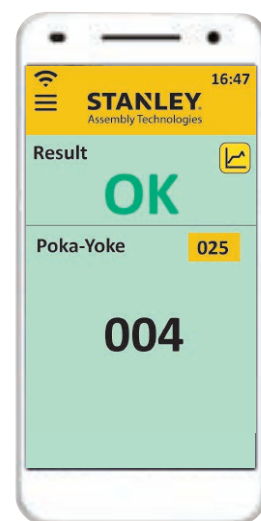 16:47
STANLEY.
Assembly Technologies
Result
OK
Poka-Yoke 025
004